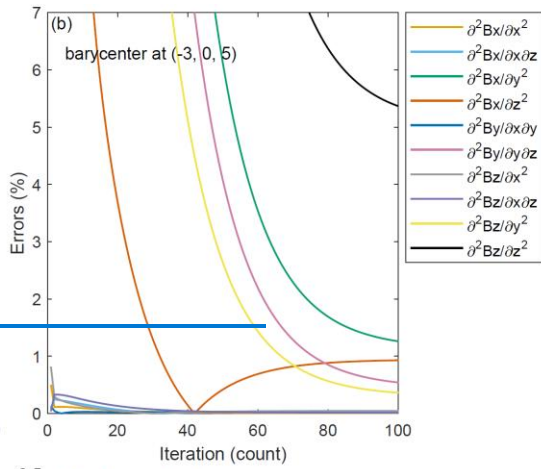 (b)
barycenter at (-3, 0, 5)
7
6
5
4
3
2
1
0
Errors (%)
0 20 40 60 80 100
Iteration (count)
∂²Bx/∂x²
∂²Bx/∂x∂z
∂²Bx/∂y²
∂²Bx/∂z²
∂²By/∂x∂y
∂²By/∂y∂z
∂²Bz/∂x²
∂²Bz/∂x∂z
∂²Bz/∂y²
∂²Bz/∂z²